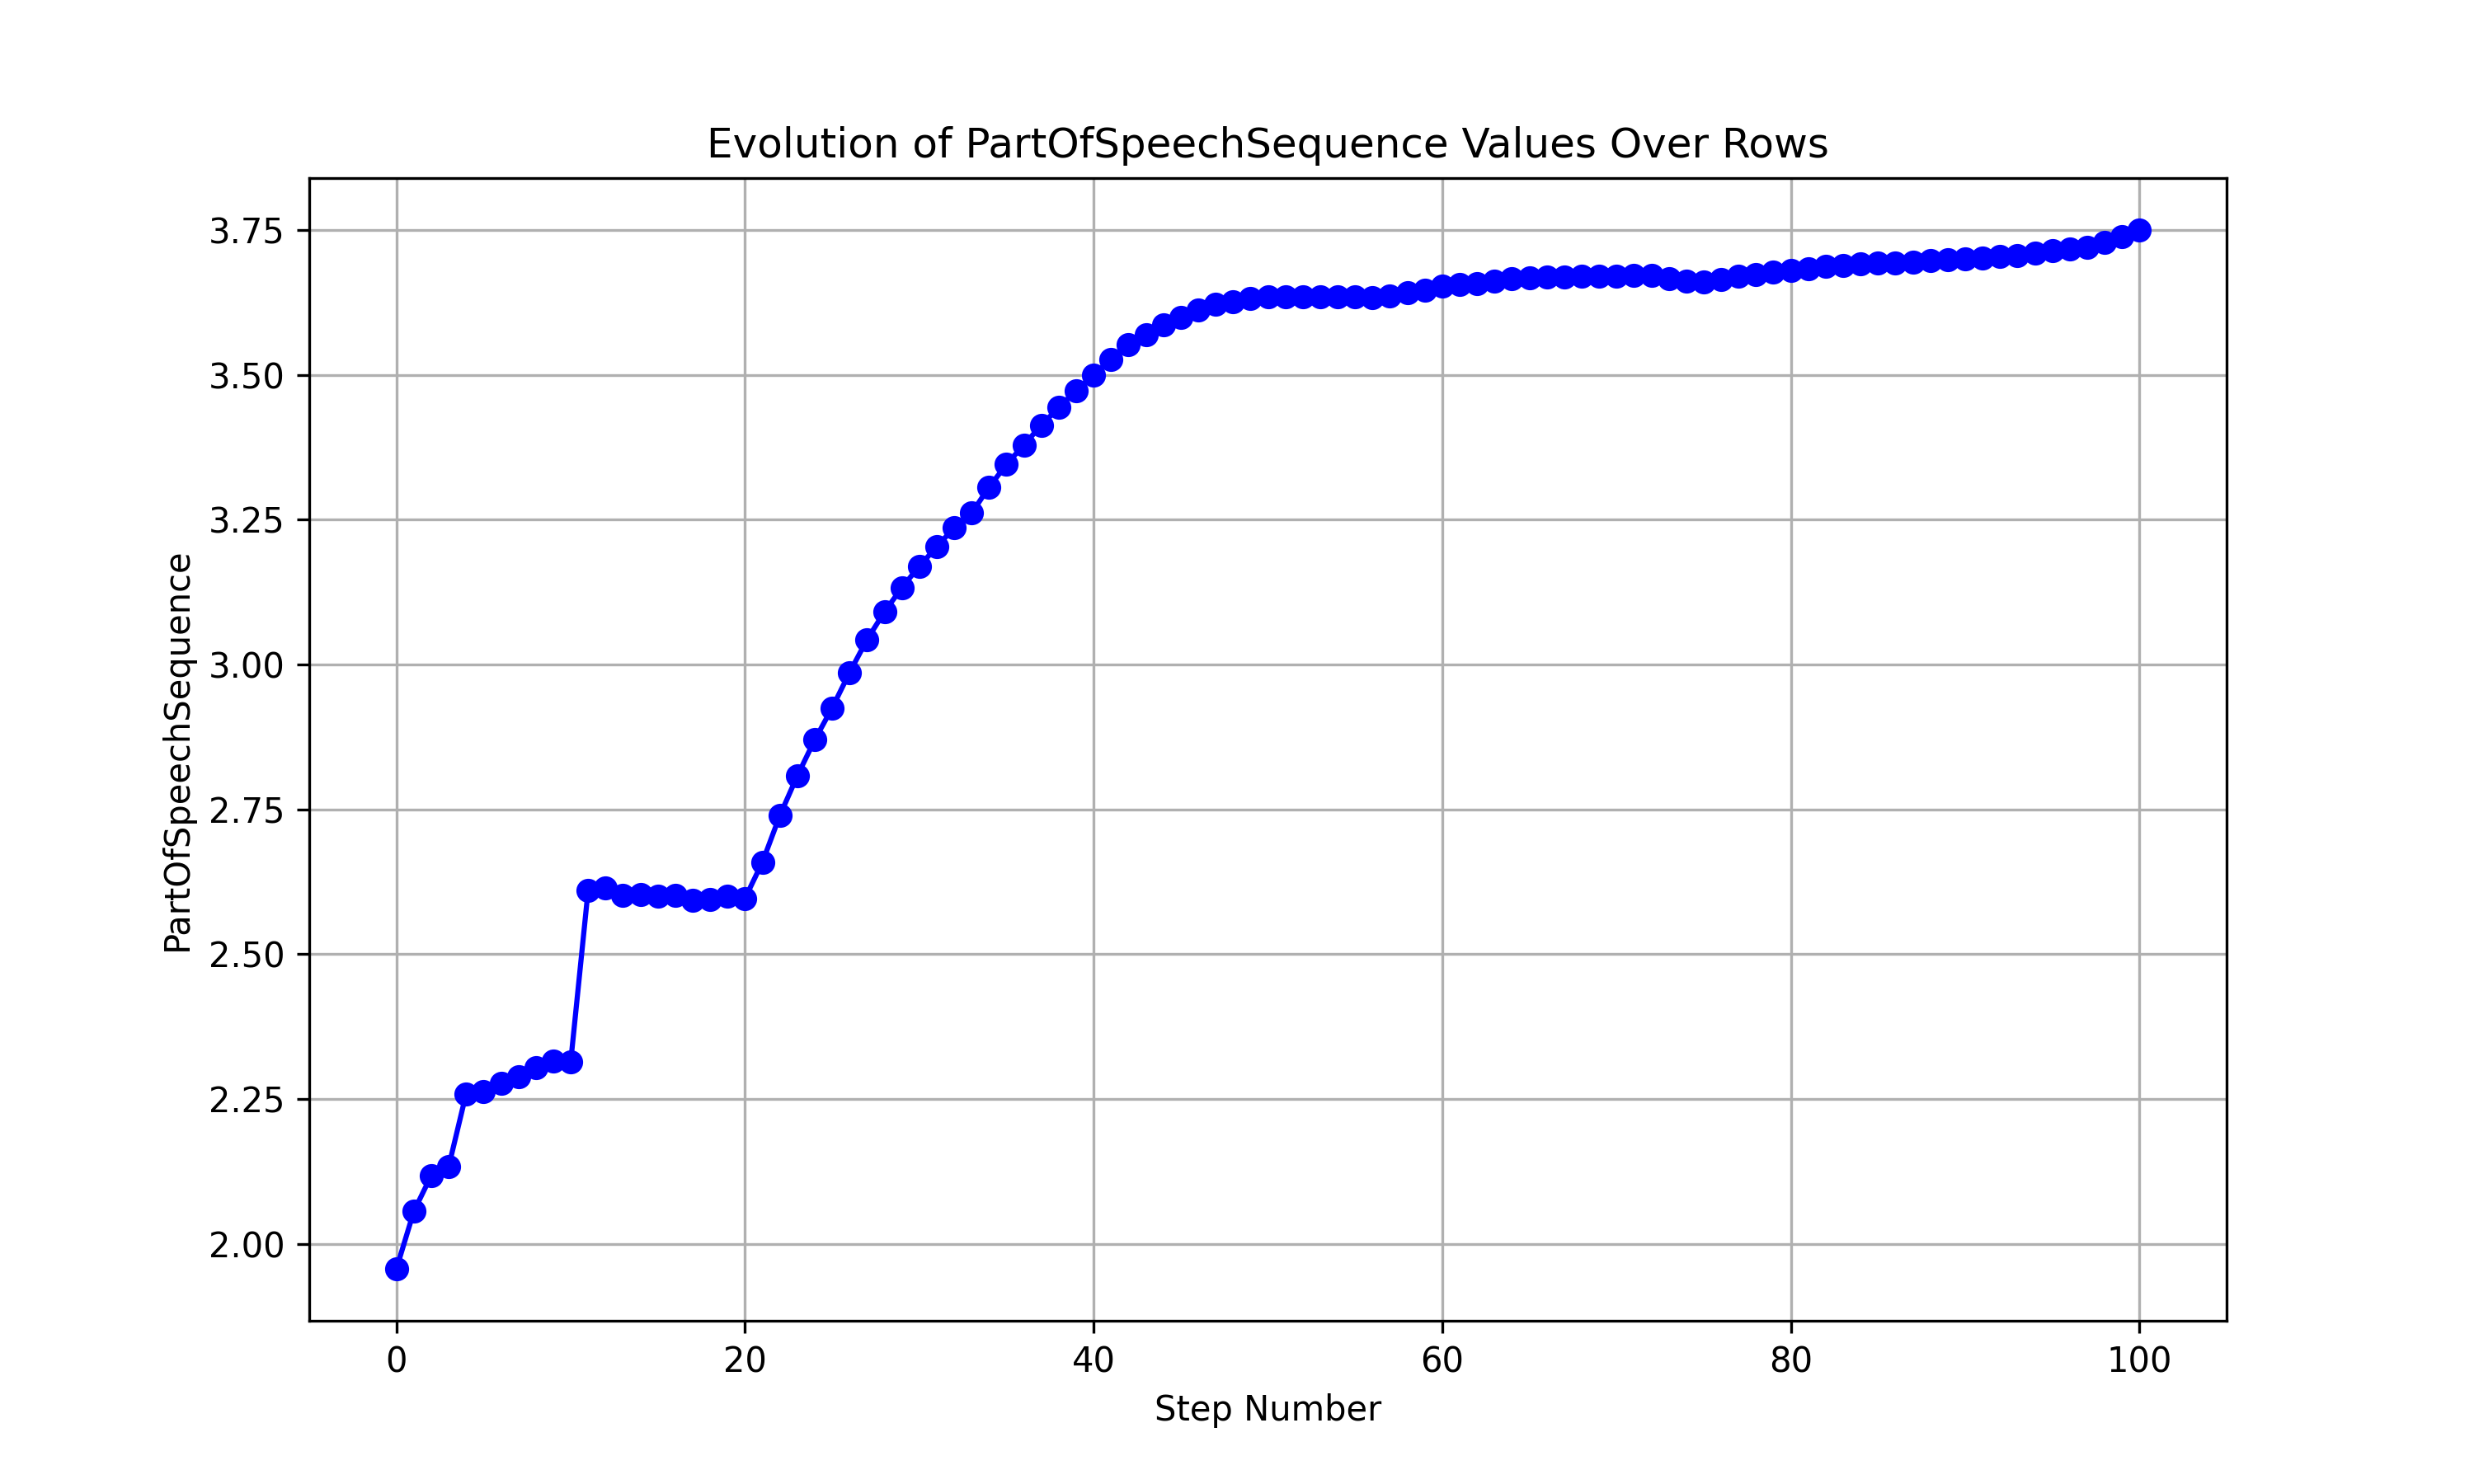 Evolution of PartOfSpeechSequence Values Over Rows
PartOfSpeechSequence
3.75
3.50
3.25
3.00
2.75
2.50
2.25
2.00
0 20 40 60 80 100
Step Number